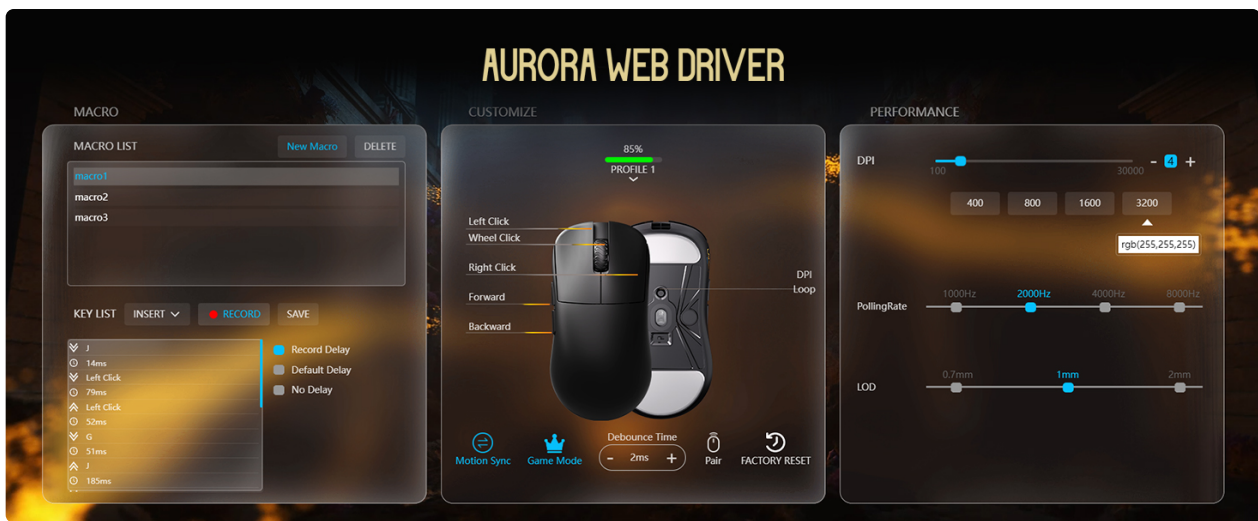 AURORA WEB DRIVER
MACRO
MACRO LIST
New Macro
DELETE
macro1
macro2
macro3
KEY LIST
INSERT
RECORD
SAVE
J
14ms
Left Click
79ms
Left Click
52ms
G
51ms
J
185ms
Record Delay
Default Delay
No Delay
CUSTOMIZE
85%
PROFILE 1
Left Click
Wheel Click
Right Click
Forward
Backward
DPI
Loop
Motion Sync
Game Mode
Debounce Time
- 2ms +
Pair
FACTORY RESET
PERFORMANCE
DPI
100
30000
- 4 +
400
800
1600
3200
rgb(255,255,255)
PollingRate
1000Hz
2000Hz
4000Hz
8000Hz
LOD
0.7mm
1mm
2mm